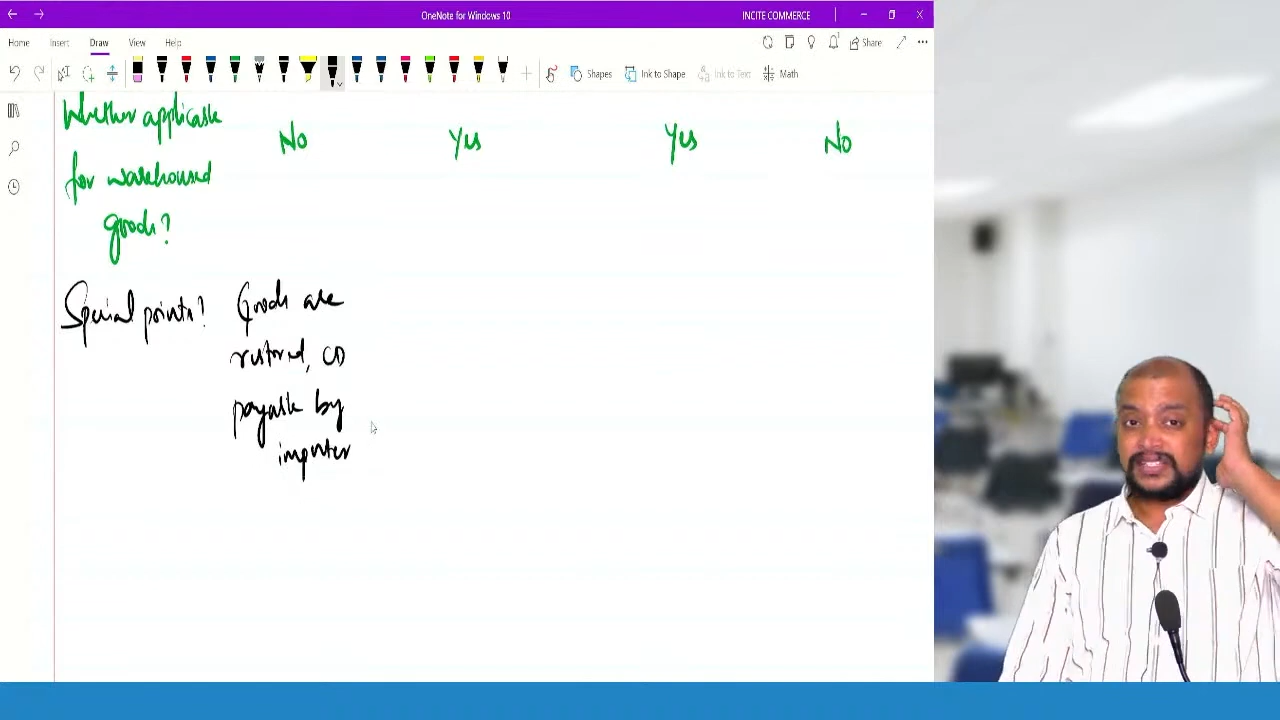 OneNote for Windows 10
INCITE COMMERCE
Home Insert Draw View Help
Share
Shapes Ink to Shape Ink to Text Math
Whether applicable
for warehoused
goods?
No Yes Yes No
Special points?
Goods are
restored, CD
payable by
importer